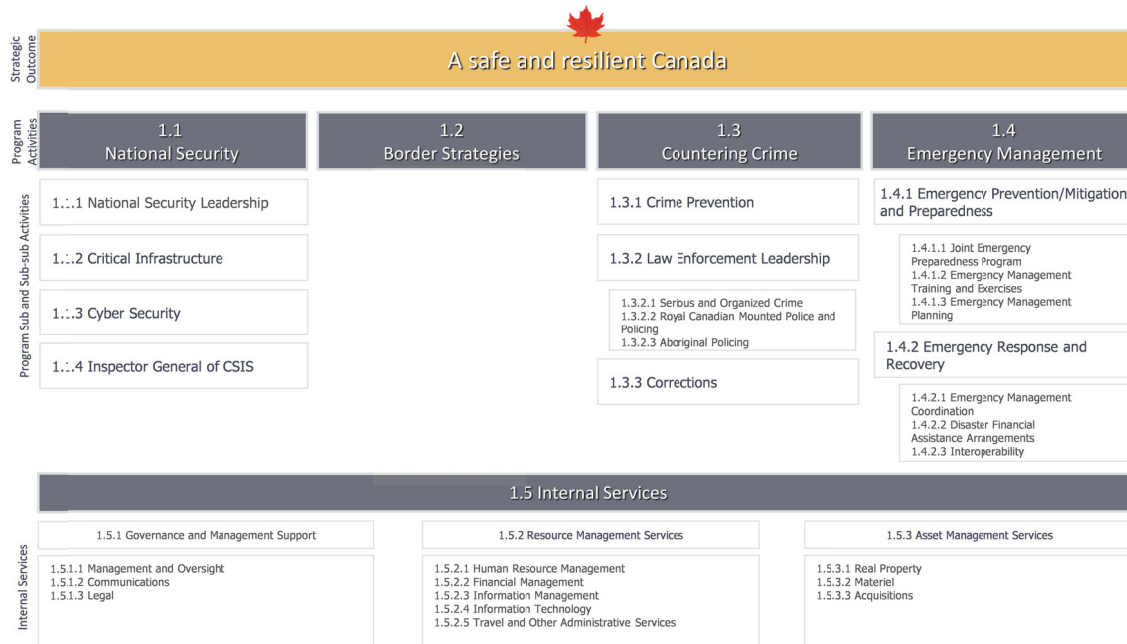 Strategic
Outcome
A safe and resilient Canada
Program
Activities
1.1
National Security
1.2
Border Strategies
1.3
Countering Crime
1.4
Emergency Management
Program Sub and Sub-sub Activities
1.1.1 National Security Leadership
1.1.2 Critical Infrastructure
1.1.3 Cyber Security
1.1.4 Inspector General of CSIS
1.3.1 Crime Prevention
1.3.2 Law Enforcement Leadership
1.3.2.1 Serious and Organized Crime
1.3.2.2 Royal Canadian Mounted Police and
Policing
1.3.2.3 Aboriginal Policing
1.3.3 Corrections
1.4.1 Emergency Prevention/Mitigation
and Preparedness
1.4.1.1 Joint Emergency
Preparedness Program
1.4.1.2 Emergency Management
Training and Exercises
1.4.1.3 Emergency Management
Planning
1.4.2 Emergency Response and
Recovery
1.4.2.1 Emergency Management
Coordination
1.4.2.2 Disaster Financial
Assistance Arrangements
1.4.2.3 Interoperability
1.5 Internal Services
Internal Services
1.5.1 Governance and Management Support
1.5.1.1 Management and Oversight
1.5.1.2 Communications
1.5.1.3 Legal
1.5.2 Resource Management Services
1.5.2.1 Human Resource Management
1.5.2.2 Financial Management
1.5.2.3 Information Management
1.5.2.4 Information Technology
1.5.2.5 Travel and Other Administrative Services
1.5.3 Asset Management Services
1.5.3.1 Real Property
1.5.3.2 Materiel
1.5.3.3 Acquisitions